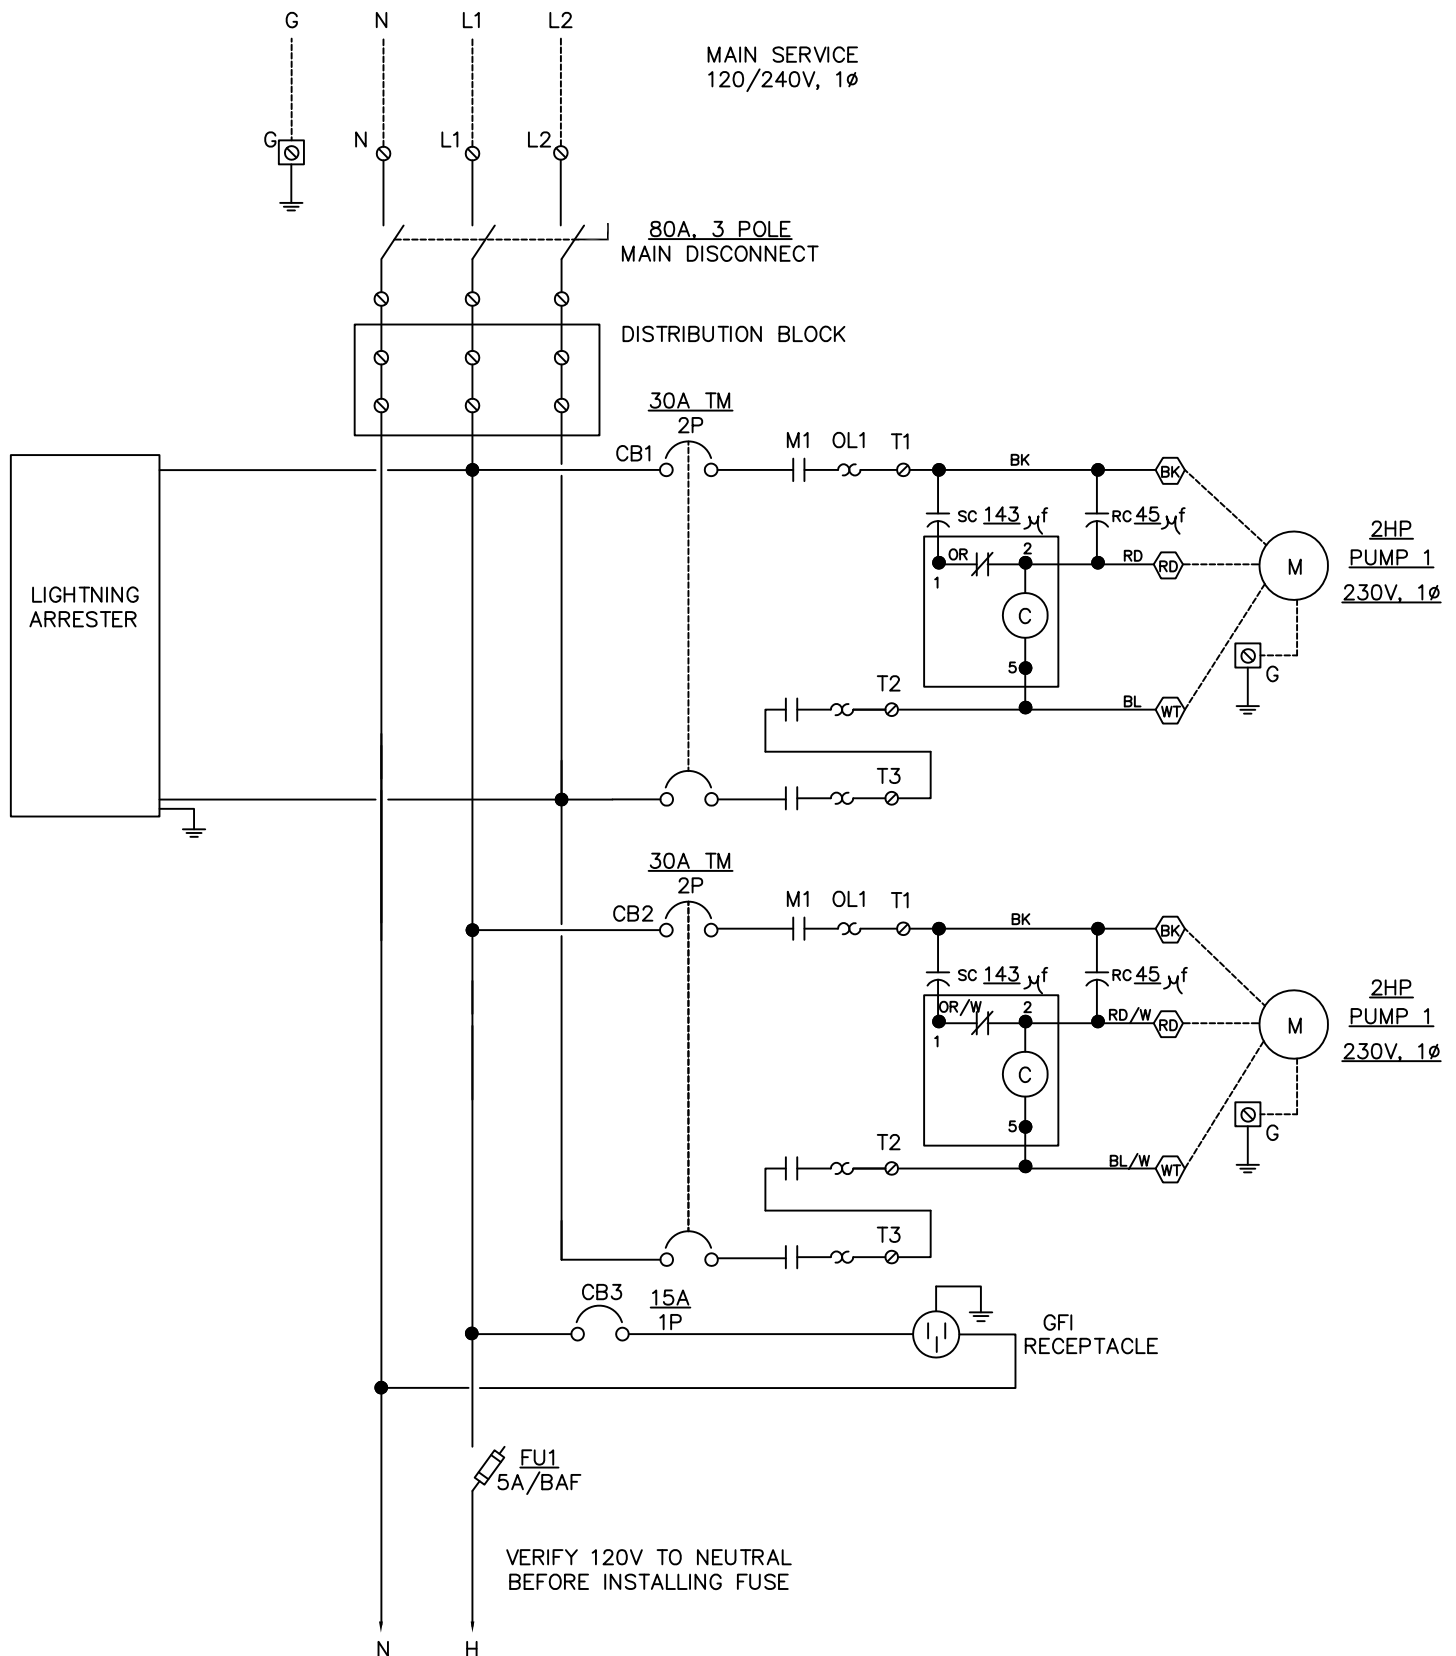 G N L1 L2
MAIN SERVICE
120/240V, 1ø
G N L1 L2
80A, 3 POLE
MAIN DISCONNECT
DISTRIBUTION BLOCK
30A TM
2P
CB1 M1 OL1 T1 BK BK
SC 143 µf RC 45 µf
OR 2 RD RD
1
C
5
M
2HP
PUMP 1
230V, 1ø
G
LIGHTNING
ARRESTER
T2 BL WT
T3
30A TM
2P
CB2 M1 OL1 T1 BK BK
SC 143 µf RC 45 µf
OR/W 2 RD/W RD
1
C
5
M
2HP
PUMP 1
230V, 1ø
G
T2 BL/W WT
T3
CB3 15A
1P
GFI
RECEPTACLE
FU1
5A/BAF
VERIFY 120V TO NEUTRAL
BEFORE INSTALLING FUSE
N H